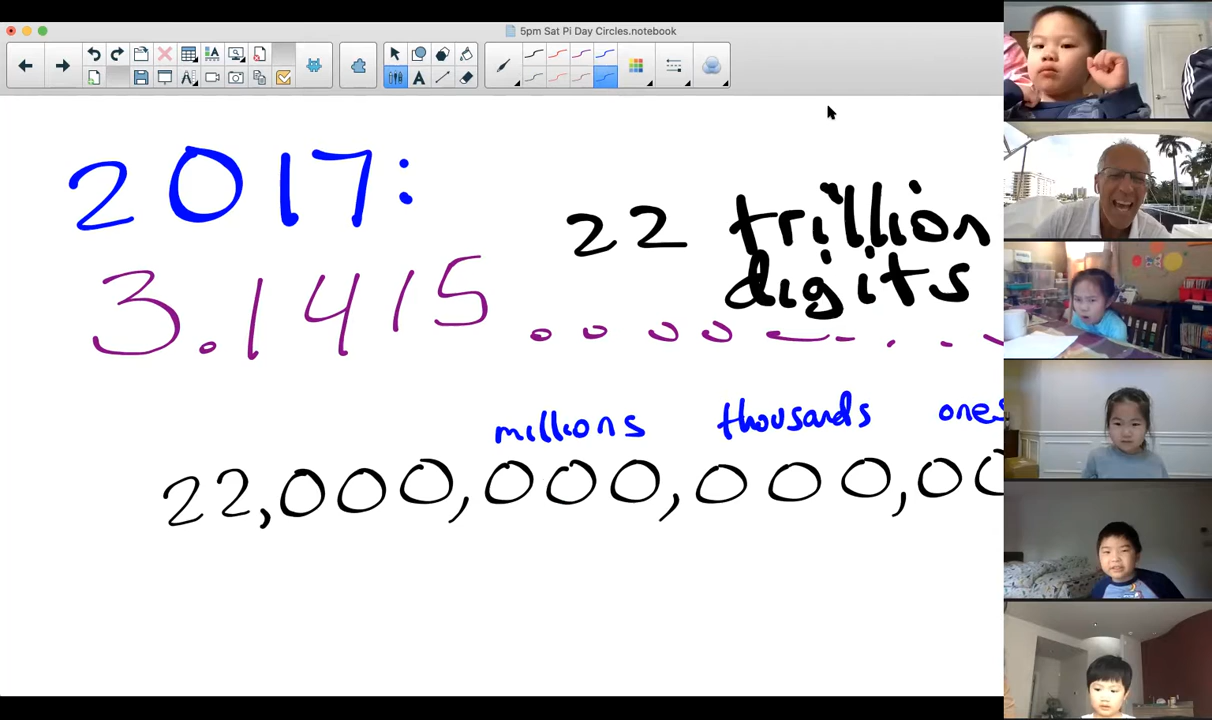 5pm Sat Pi Day Circles.notebook
2017:
22 trillion
digits
3.1415
millions thousands ones
22,000,000,000,00